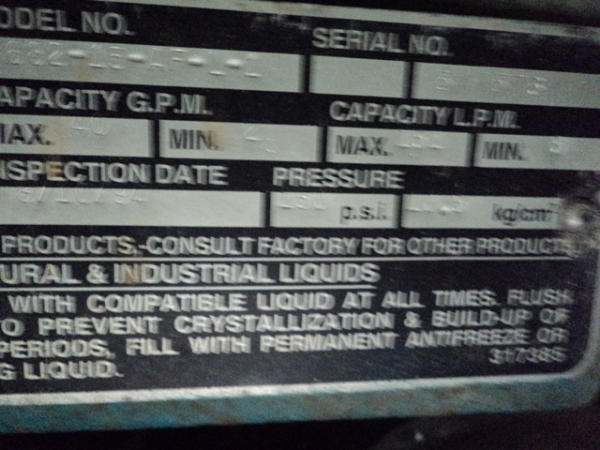 ODEL NO.
SERIAL NO.
APACITY G.P.M.
CAPACITY L.P.M.
IAX. MIN. MAX. MIN.
NSPECTION DATE PRESSURE
p.s.i. kg/cm²
PRODUCTS,-CONSULT FACTORY FOR OTHER PRODUCTS
URAL & INDUSTRIAL LIQUIDS
WITH COMPATIBLE LIQUID AT ALL TIMES. FLUSH
O PREVENT CRYSTALLIZATION & BUILD-UP OF
PERIODS, FILL WITH PERMANENT ANTIFREEZE OR
G LIQUID.
317385